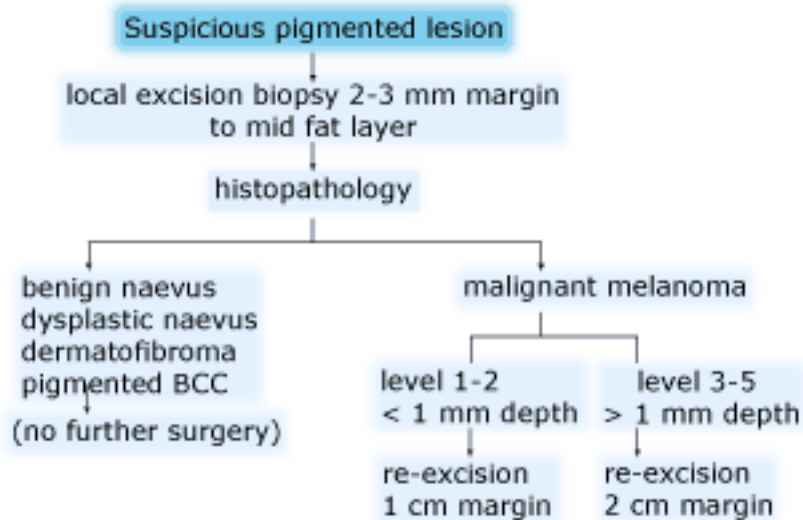 Suspicious pigmented lesion
local excision biopsy 2-3 mm margin
to mid fat layer
histopathology
benign naevus
dysplastic naevus
dermatofibroma
pigmented BCC
(no further surgery)
malignant melanoma
level 1-2
< 1 mm depth
re-excision
1 cm margin
level 3-5
> 1 mm depth
re-excision
2 cm margin